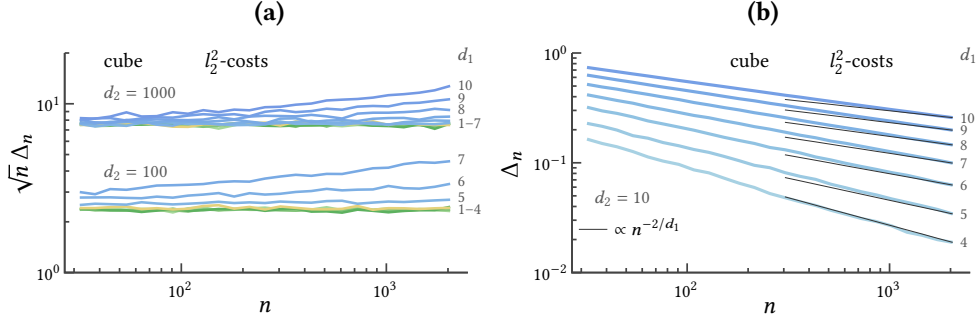 (a)
cube l₂²-costs d₁
d₂ = 1000
10
9
8
1–7
d₂ = 100
7
6
5
1–4
10¹
10⁰
√n Δₙ
10² 10³
n
(b)
cube l₂²-costs d₁
10
9
8
7
6
5
4
d₂ = 10
∝ n⁻²/ᵈ₁
10⁰
10⁻¹
10⁻²
Δₙ
10² 10³
n